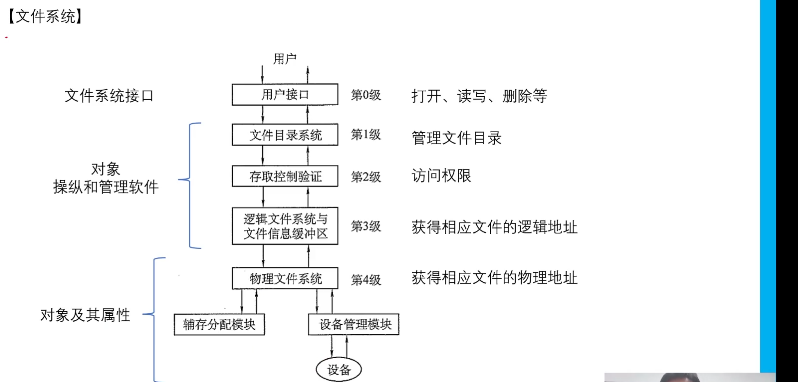 【文件系统】
用户
文件系统接口 用户接口 第0级 打开、读写、删除等
文件目录系统 第1级 管理文件目录
对象
操纵和管理软件
存取控制验证 第2级 访问权限
逻辑文件系统与
文件信息缓冲区
第3级 获得相应文件的逻辑地址
物理文件系统 第4级 获得相应文件的物理地址
对象及其属性
辅存分配模块 设备管理模块
设备